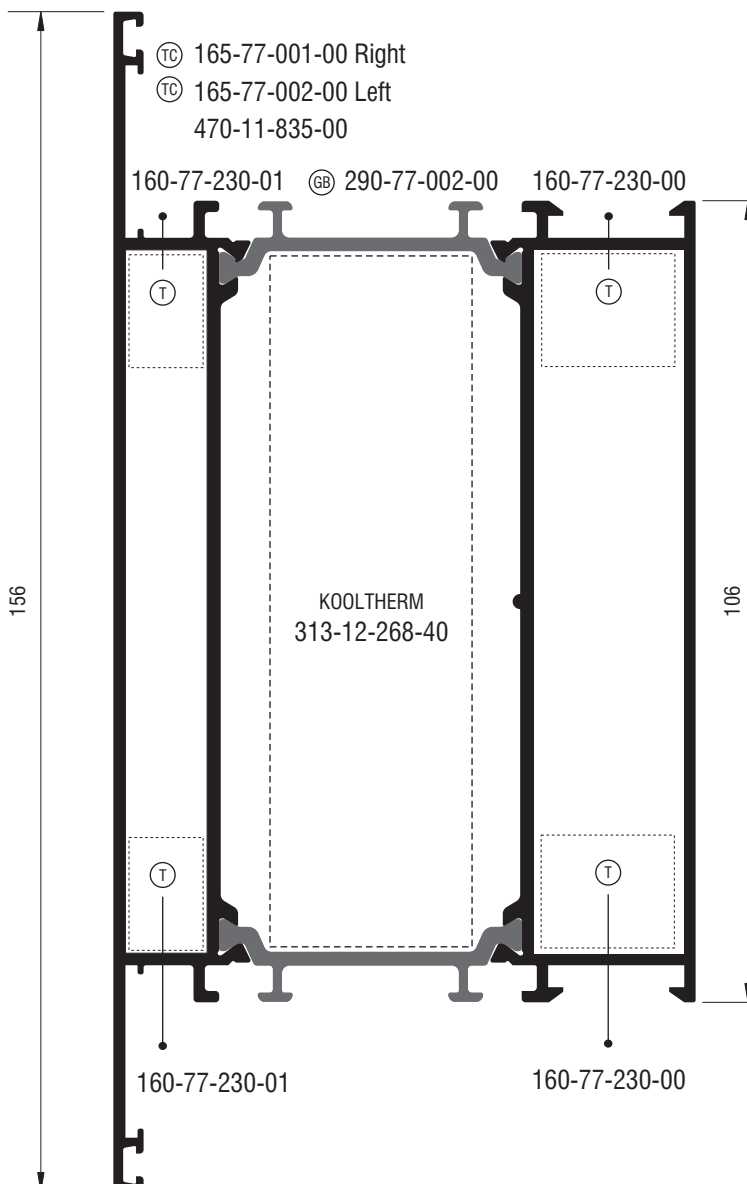 TC 165-77-001-00 Right
TC 165-77-002-00 Left
470-11-835-00
160-77-230-01 GB 290-77-002-00 160-77-230-00
T T
156
KOOLTHERM
313-12-268-40
106
T T
160-77-230-01 160-77-230-00